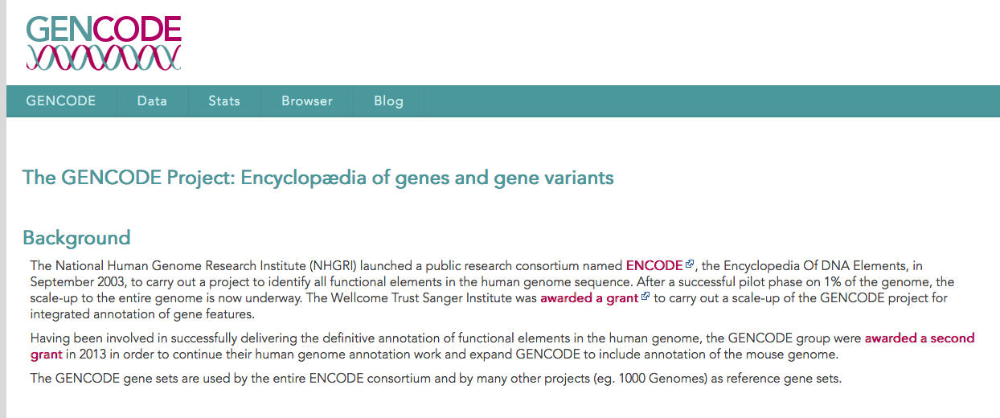 GENCODE
GENCODE Data Stats Browser Blog
The GENCODE Project: Encyclopædia of genes and gene variants
Background
The National Human Genome Research Institute (NHGRI) launched a public research consortium named ENCODE, the Encyclopedia Of DNA Elements, in
September 2003, to carry out a project to identify all functional elements in the human genome sequence. After a successful pilot phase on 1% of the genome, the
scale-up to the entire genome is now underway. The Wellcome Trust Sanger Institute was awarded a grant to carry out a scale-up of the GENCODE project for
integrated annotation of gene features.
Having been involved in successfully delivering the definitive annotation of functional elements in the human genome, the GENCODE group were awarded a second
grant in 2013 in order to continue their human genome annotation work and expand GENCODE to include annotation of the mouse genome.
The GENCODE gene sets are used by the entire ENCODE consortium and by many other projects (eg. 1000 Genomes) as reference gene sets.